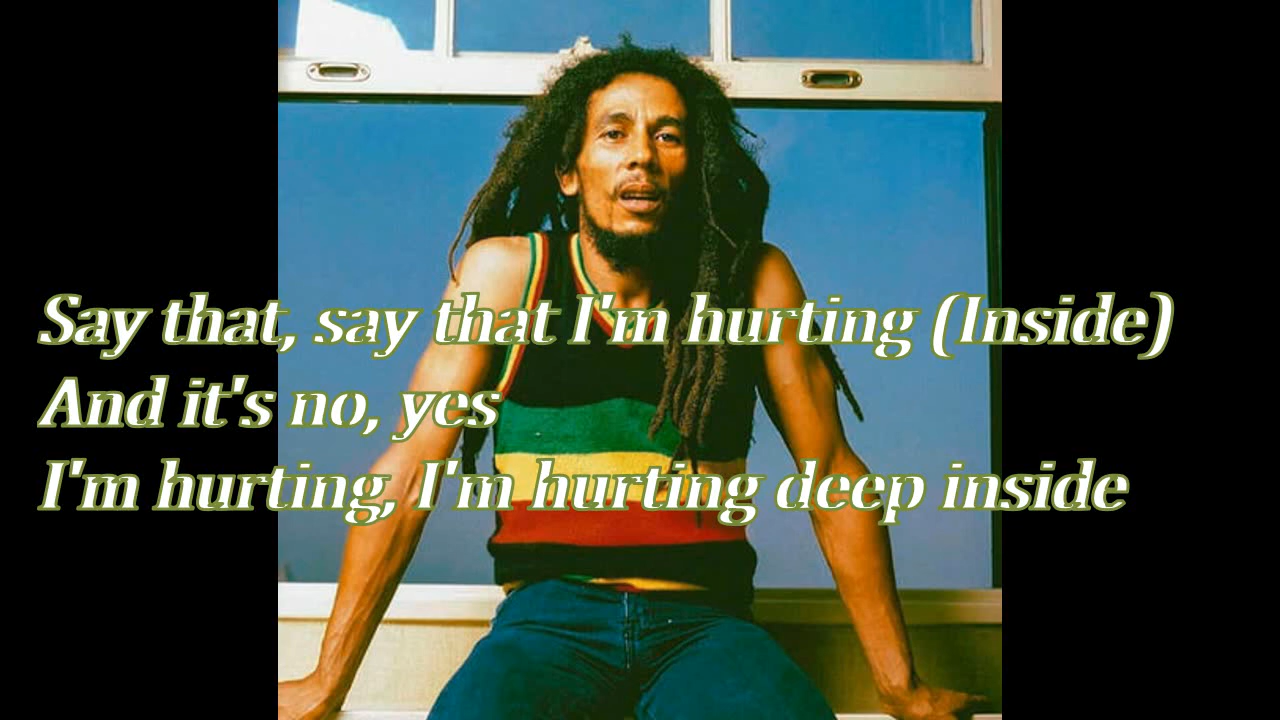 Say that, say that I'm hurting (Inside)
And it's no, yes
I'm hurting, I'm hurting deep inside